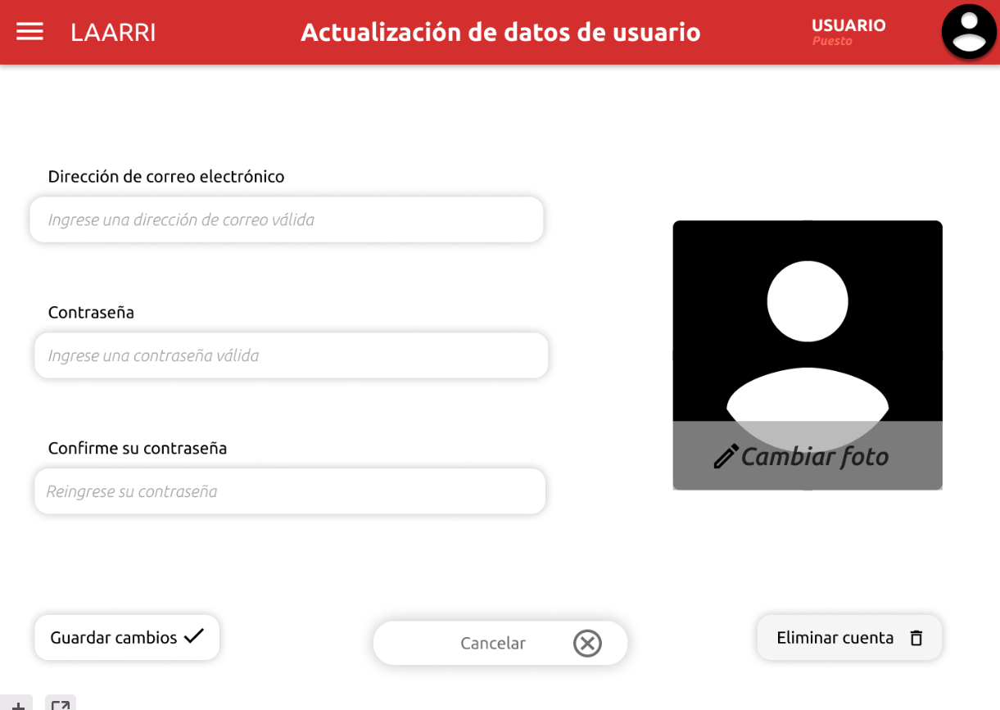 LAARRI
Actualización de datos de usuario
USUARIO
Puesto
Dirección de correo electrónico
Ingrese una dirección de correo válida
Contraseña
Ingrese una contraseña válida
Confirme su contraseña
Reingrese su contraseña
Cambiar foto
Guardar cambios
Cancelar
Eliminar cuenta